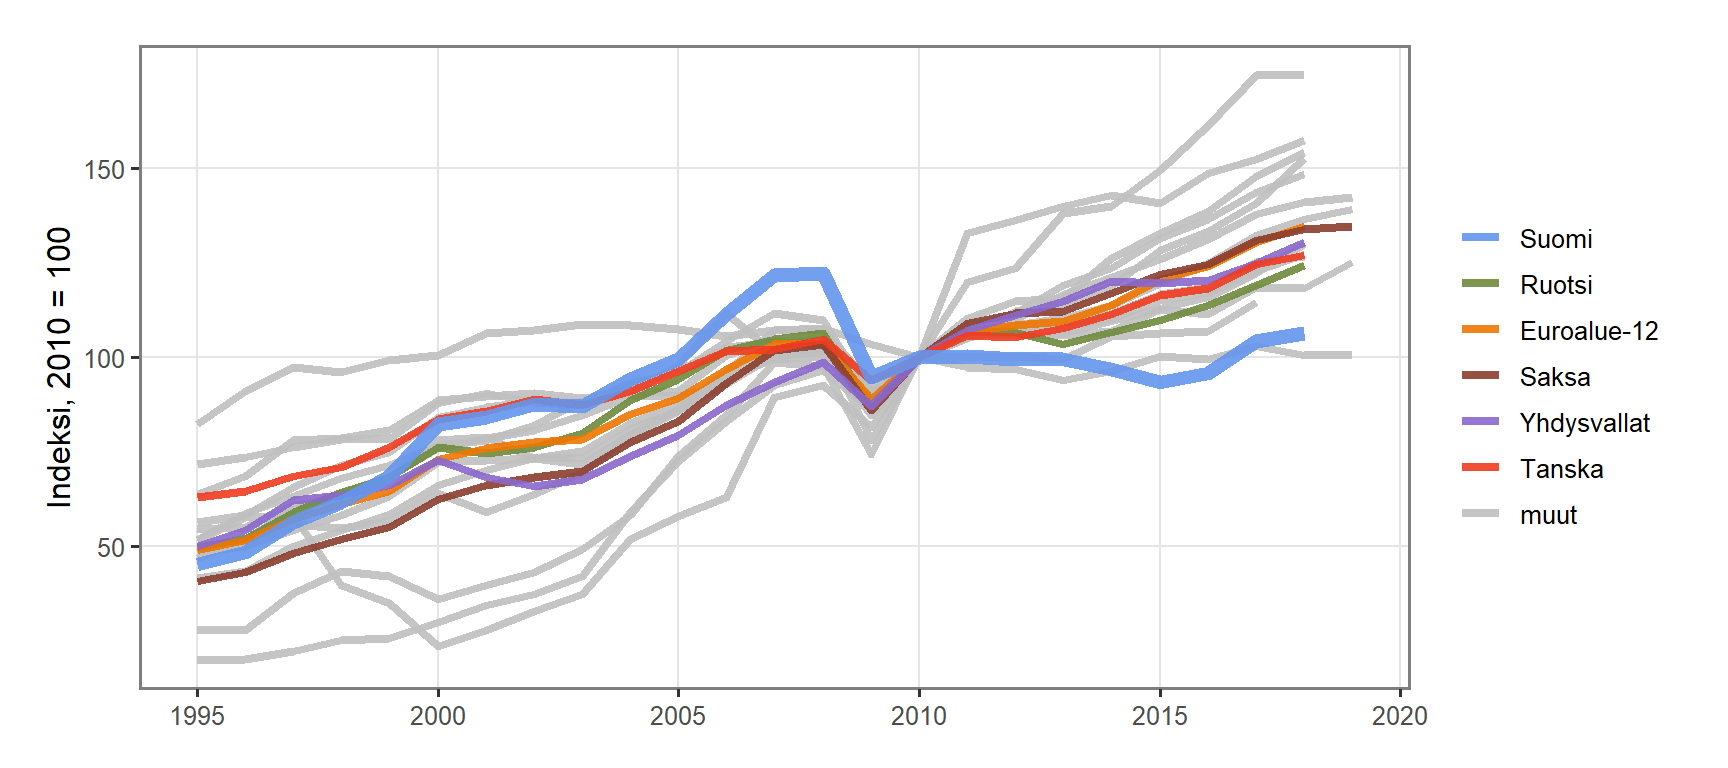 Indeksi, 2010 = 100
150
100
50
1995
2000
2005
2010
2015
2020
Suomi
Ruotsi
Euroalue-12
Saksa
Yhdysvallat
Tanska
muut